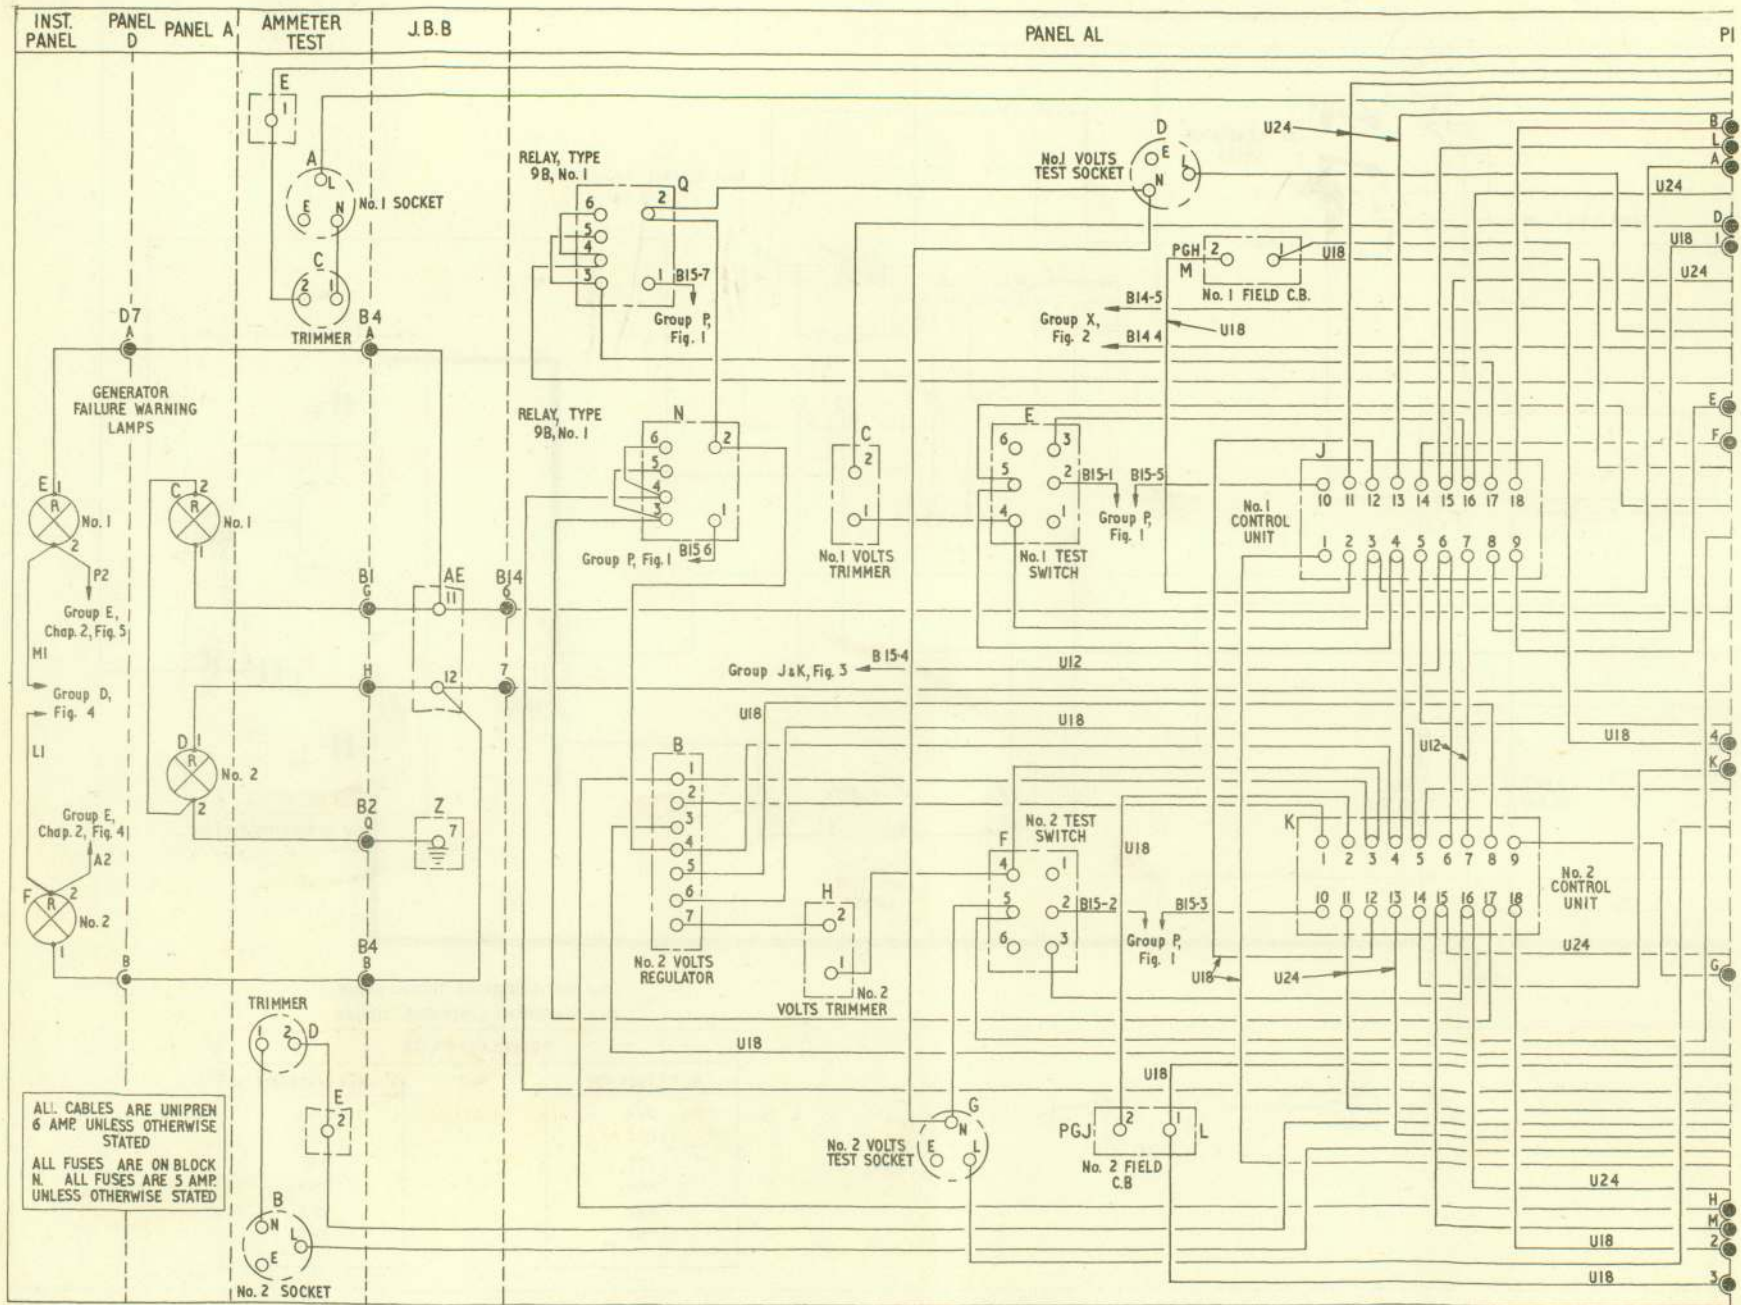 INST. PANEL
PANEL D
PANEL A
AMMETER TEST
J.B.B
PANEL AL
PI
E
1
A
L
E N
No.1 SOCKET
C
2 1
TRIMMER
D7
A
B4
A
GENERATOR
FAILURE WARNING
LAMPS
E 1
R
No.1
2
P2
Group E,
Chap.2, Fig.5
M1
Group D,
Fig. 4
L1
Group E,
Chap.2, Fig.4
A2
F 2
R
No.2
1
C 2
R
No.1
1
D 1
R
No. 2
2
B1
G
AE
11
B14
6
H
12
7
B2
Q
Z
7
B4
B
B
TRIMMER
1 2 D
E
2
B
N
L
E
No. 2 SOCKET
ALL CABLES ARE UNIPREN
6 AMP. UNLESS OTHERWISE
STATED
ALL FUSES ARE ON BLOCK
N. ALL FUSES ARE 5 AMP.
UNLESS OTHERWISE STATED
RELAY, TYPE
9B, No.1
Q
6 2
5
4
3 1
B15-7
Group P,
Fig. 1
RELAY, TYPE
9B, No.1
N
6 2
5
4
3 1
B15 6
Group P, Fig.1
D
No.1 VOLTS
TEST SOCKET
E L
N
PGH
M
2 1
U18
No. 1 FIELD C.B.
B14-5
Group X,
Fig. 2
B14 4
U18
U24
B
L
A
U24
D
U18 1
U24
C
2
1
No.1 VOLTS
TRIMMER
E
6 3
5 2
4 1
No.1 TEST
SWITCH
B15-1
B15-5
Group P,
Fig. 1
J
10 11 12 13 14 15 16 17 18
No.1
CONTROL
UNIT
1 2 3 4 5 6 7 8 9
E
F
B 15-4
Group J&K, Fig. 3
U12
U18
U18
U18 4
U12
K
B
1
2
3
4
5
6
7
No. 2 VOLTS
REGULATOR
H
2
1
No. 2
VOLTS TRIMMER
No. 2 TEST
SWITCH
F
4 1
5 2
6 3
B15-2
B15-3
Group P,
Fig. 1
U18
K
1 2 3 4 5 6 7 8 9
No. 2
CONTROL
UNIT
10 11 12 13 14 15 16 17 18
U18
U24
U24
G
U18
U18
G
N
E L
No. 2 VOLTS
TEST SOCKET
PGJ
2 1
L
No. 2 FIELD
C.B
U24
H
M
U18 2
U18 3